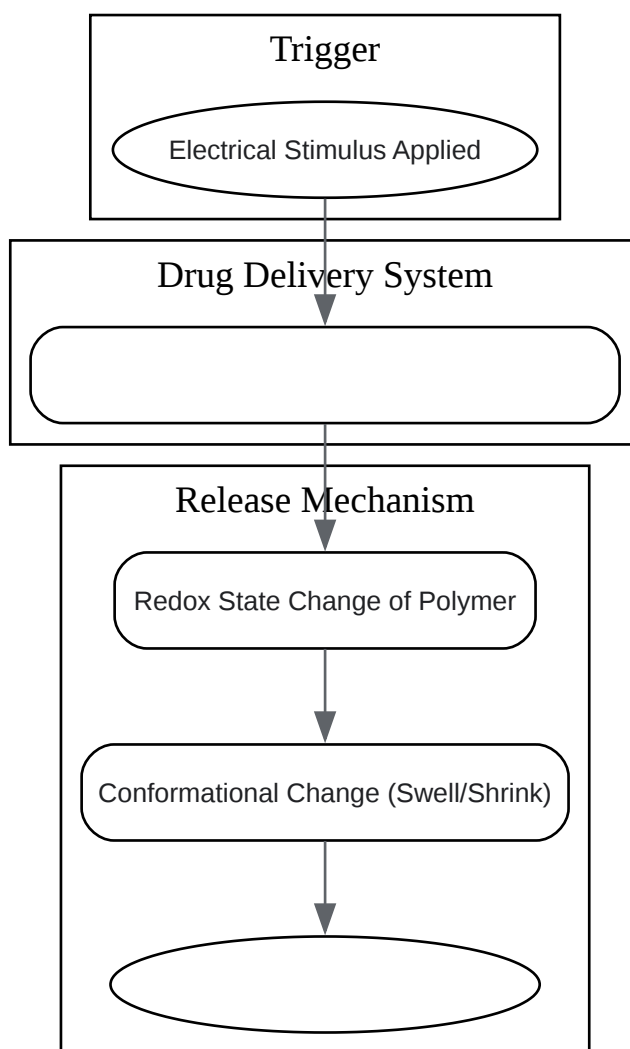 Trigger
Electrical Stimulus Applied
Drug Delivery System
Release Mechanism
Redox State Change of Polymer
Conformational Change (Swell/Shrink)